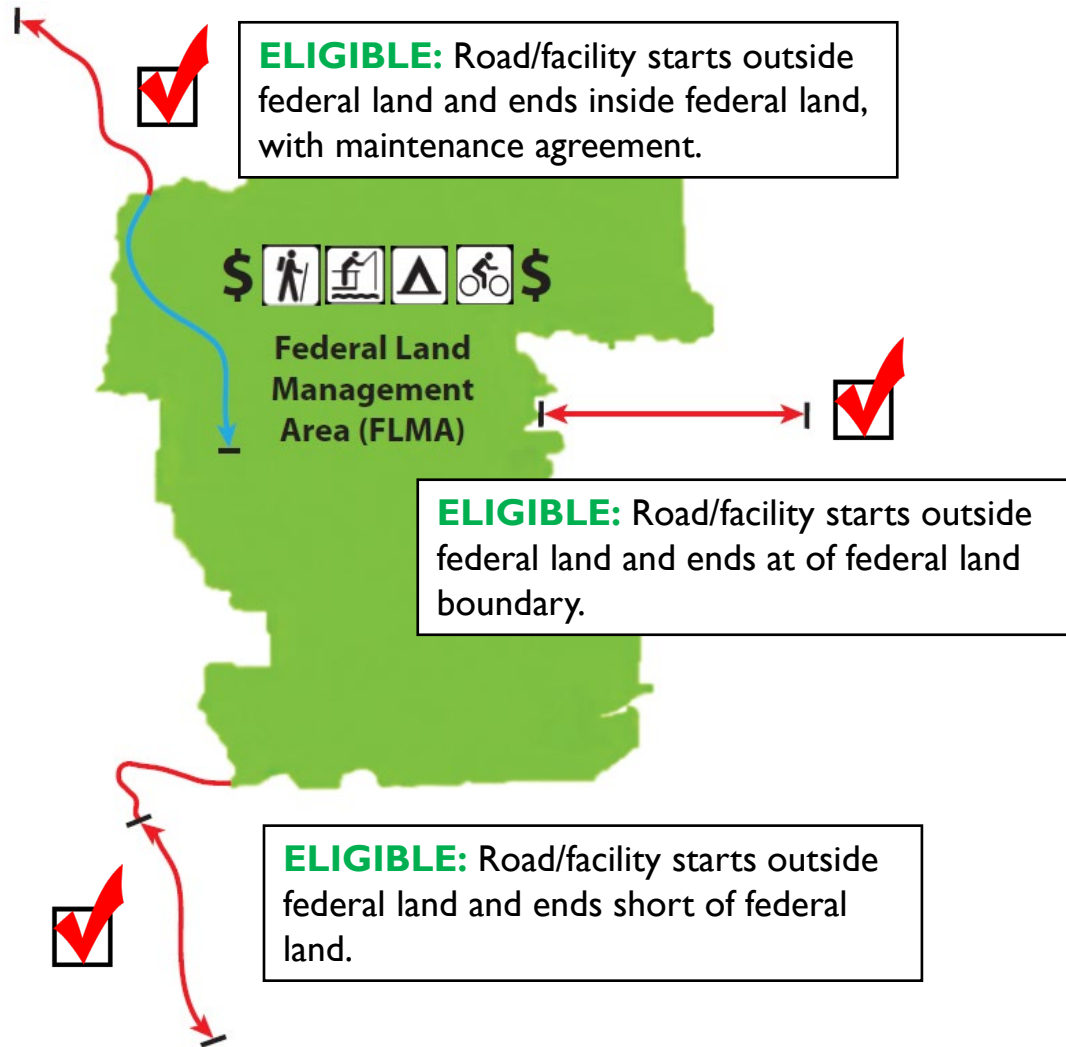 ELIGIBLE: Road/facility starts outside
federal land and ends inside federal land,
with maintenance agreement.
$ $
Federal Land
Management
Area (FLMA)
ELIGIBLE: Road/facility starts outside
federal land and ends at of federal land
boundary.
ELIGIBLE: Road/facility starts outside
federal land and ends short of federal
land.